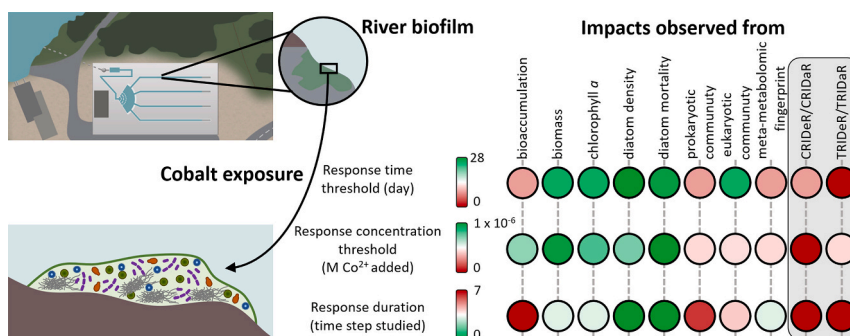 River biofilm
Impacts observed from
Cobalt exposure
bioaccumulation
biomass
chlorophyll a
diatom density
diatom mortality
prokaryotic
communuty
eukaryotic
communuty
meta-metabolomic
fingerprint
CRIDeR/CRIDaR
TRIDeR/TRIDaR
Response time
threshold (day)
28
0
Response concentration
threshold
(M Co²⁺ added)
1 x 10⁻⁶
0
Response duration
(time step studied)
7
0